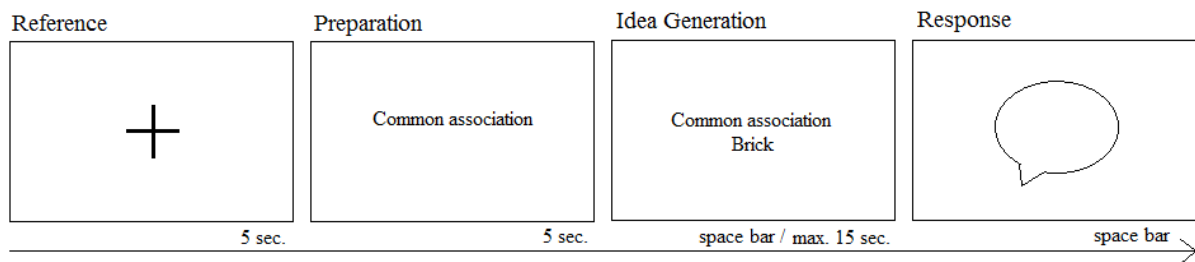 Reference
Preparation
Idea Generation
Response
Common association
Common association
Brick
5 sec.
5 sec.
space bar / max. 15 sec.
space bar